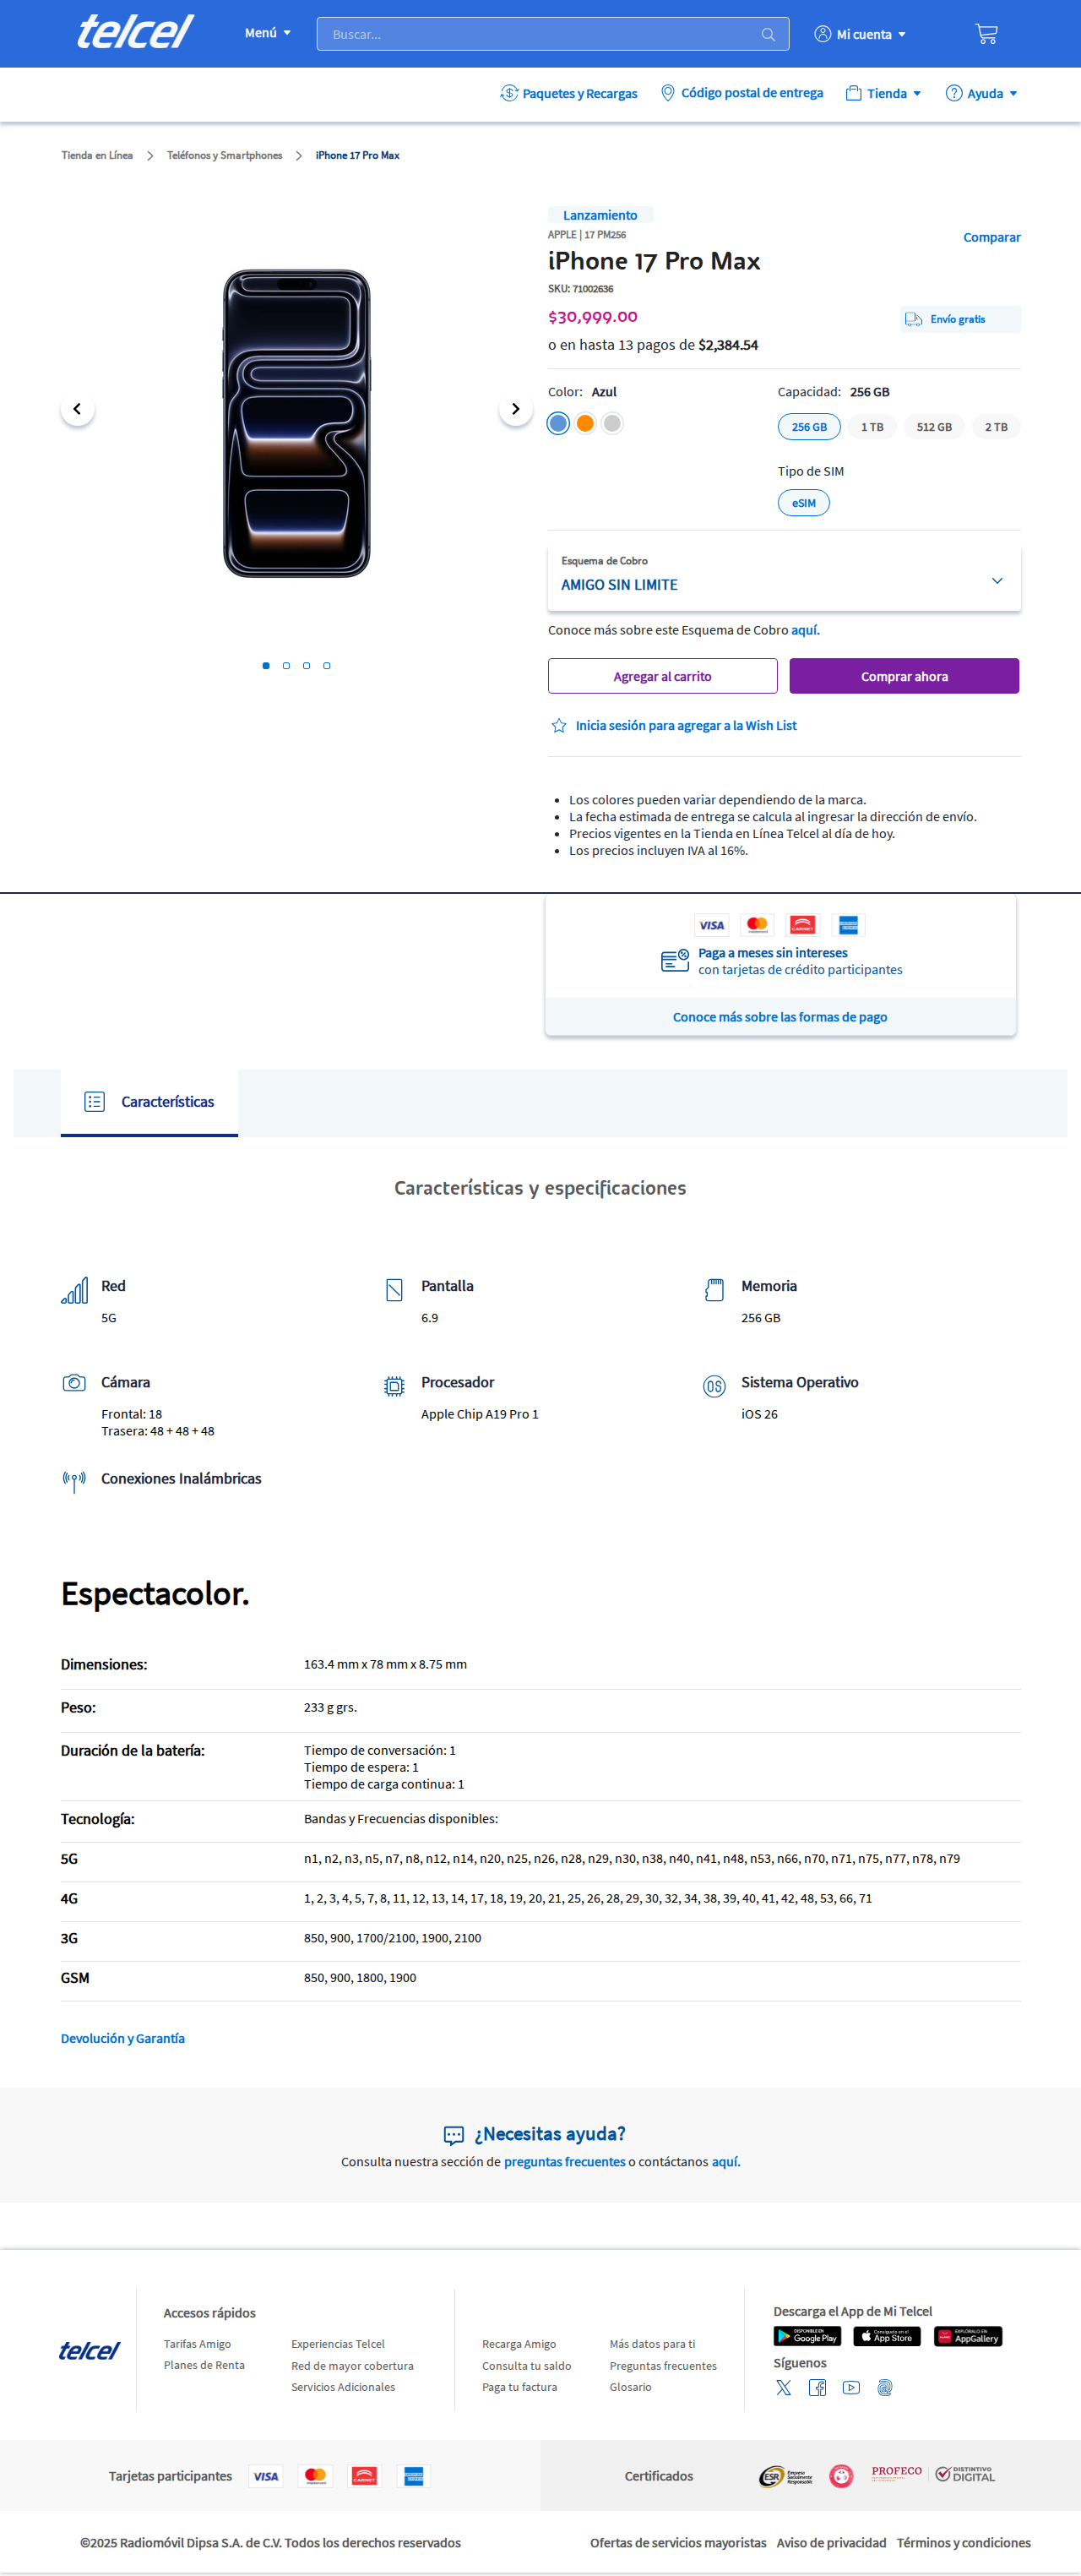 telcel
Menú
Buscar...
Mi cuenta
Paquetes y Recargas
Código postal de entrega
Tienda
Ayuda
Tienda en Línea
Teléfonos y Smartphones
iPhone 17 Pro Max
Lanzamiento
APPLE | 17 PM256
Comparar
iPhone 17 Pro Max
SKU: 71002636
$30,999.00
Envío gratis
o en hasta 13 pagos de $2,384.54
Color: Azul
Capacidad: 256 GB
256 GB
1 TB
512 GB
2 TB
Tipo de SIM
eSIM
Esquema de Cobro
AMIGO SIN LIMITE
Conoce más sobre este Esquema de Cobro aquí.
Agregar al carrito
Comprar ahora
Inicia sesión para agregar a la Wish List
• Los colores pueden variar dependiendo de la marca.
• La fecha estimada de entrega se calcula al ingresar la dirección de envío.
• Precios vigentes en la Tienda en Línea Telcel al día de hoy.
• Los precios incluyen IVA al 16%.
VISA
mastercard
CARNET
Paga a meses sin intereses
con tarjetas de crédito participantes
Conoce más sobre las formas de pago
Características
Características y especificaciones
Red
5G
Pantalla
6.9
Memoria
256 GB
Cámara
Frontal: 18
Trasera: 48 + 48 + 48
Procesador
Apple Chip A19 Pro 1
OS
Sistema Operativo
iOS 26
Conexiones Inalámbricas
Espectacolor.
Dimensiones:
163.4 mm x 78 mm x 8.75 mm
Peso:
233 g grs.
Duración de la batería:
Tiempo de conversación: 1
Tiempo de espera: 1
Tiempo de carga continua: 1
Tecnología:
Bandas y Frecuencias disponibles:
5G
n1, n2, n3, n5, n7, n8, n12, n14, n20, n25, n26, n28, n29, n30, n38, n40, n41, n48, n53, n66, n70, n71, n75, n77, n78, n79
4G
1, 2, 3, 4, 5, 7, 8, 11, 12, 13, 14, 17, 18, 19, 20, 21, 25, 26, 28, 29, 30, 32, 34, 38, 39, 40, 41, 42, 48, 53, 66, 71
3G
850, 900, 1700/2100, 1900, 2100
GSM
850, 900, 1800, 1900
Devolución y Garantía
¿Necesitas ayuda?
Consulta nuestra sección de preguntas frecuentes o contáctanos aquí.
telcel
Accesos rápidos
Tarifas Amigo
Planes de Renta
Experiencias Telcel
Red de mayor cobertura
Servicios Adicionales
Recarga Amigo
Consulta tu saldo
Paga tu factura
Más datos para ti
Preguntas frecuentes
Glosario
Descarga el App de Mi Telcel
DISPONIBLE EN
Google Play
Consíguelo en el
App Store
EXPLÓRALO EN
AppGallery
Síguenos
Tarjetas participantes
VISA
mastercard
CARNET
Certificados
ESR
Empresa
Socialmente
Responsable
PROFECO
DISTINTIVO
DIGITAL
©2025 Radiomóvil Dipsa S.A. de C.V. Todos los derechos reservados
Ofertas de servicios mayoristas
Aviso de privacidad
Términos y condiciones